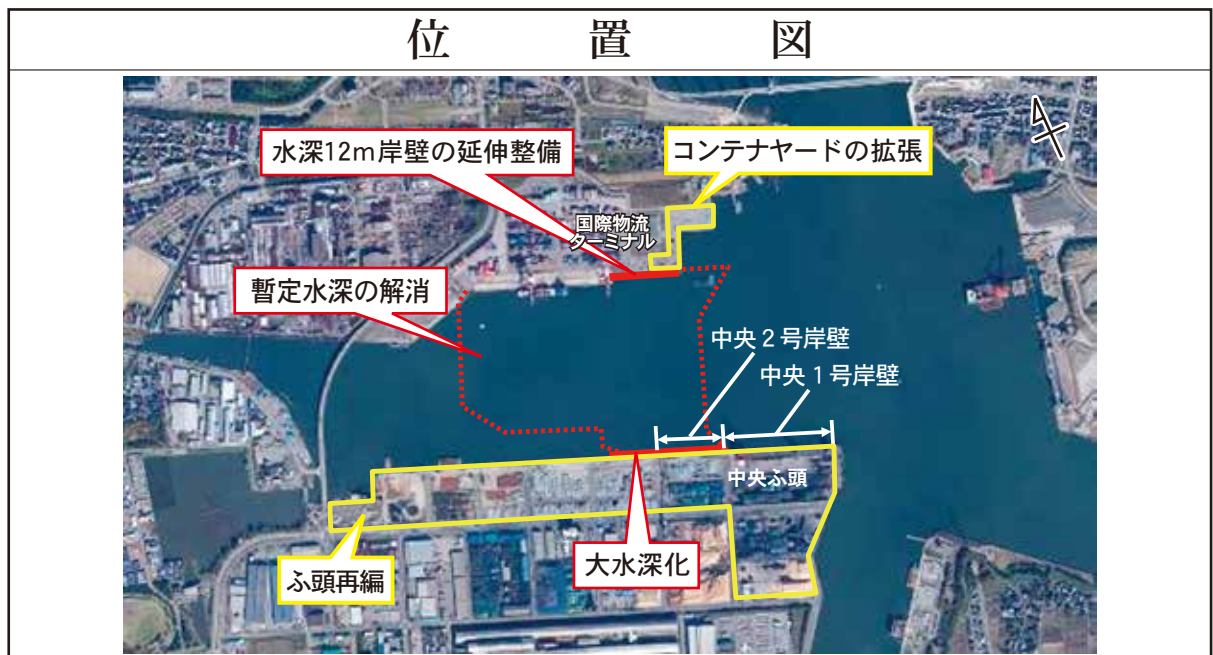 位置図
水深12m岸壁の延伸整備
コンテナヤードの拡張
国際物流
ターミナル
暫定水深の解消
中央2号岸壁
中央1号岸壁
中央ふ頭
ふ頭再編
大水深化